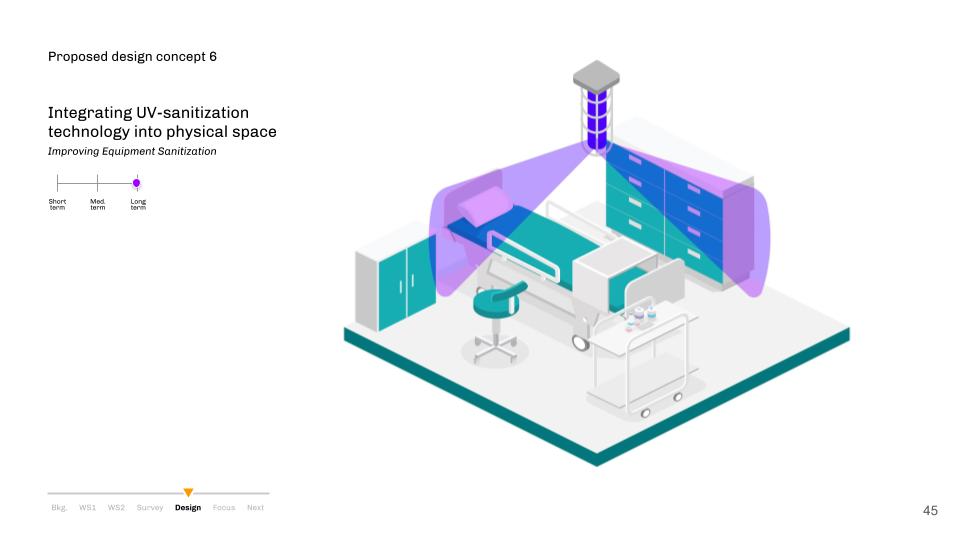 Proposed design concept 6
Integrating UV-sanitization
technology into physical space
Improving Equipment Sanitization
Short Med. Long
term term term
Bkg. WS1 WS2 Survey Design Focus Next
45